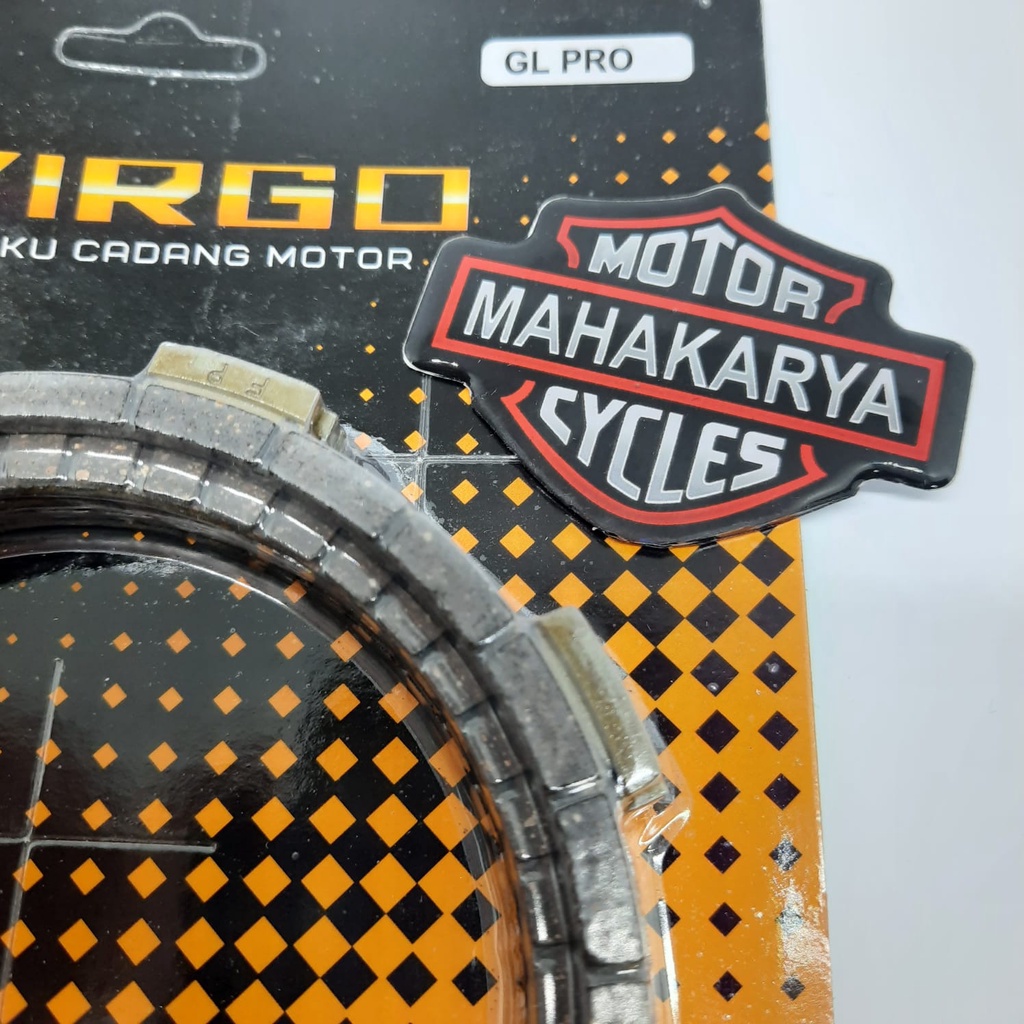 GL PRO
VIRGO
KU CADANG MOTOR
MOTOR
MAHAKARYA
CYCLES